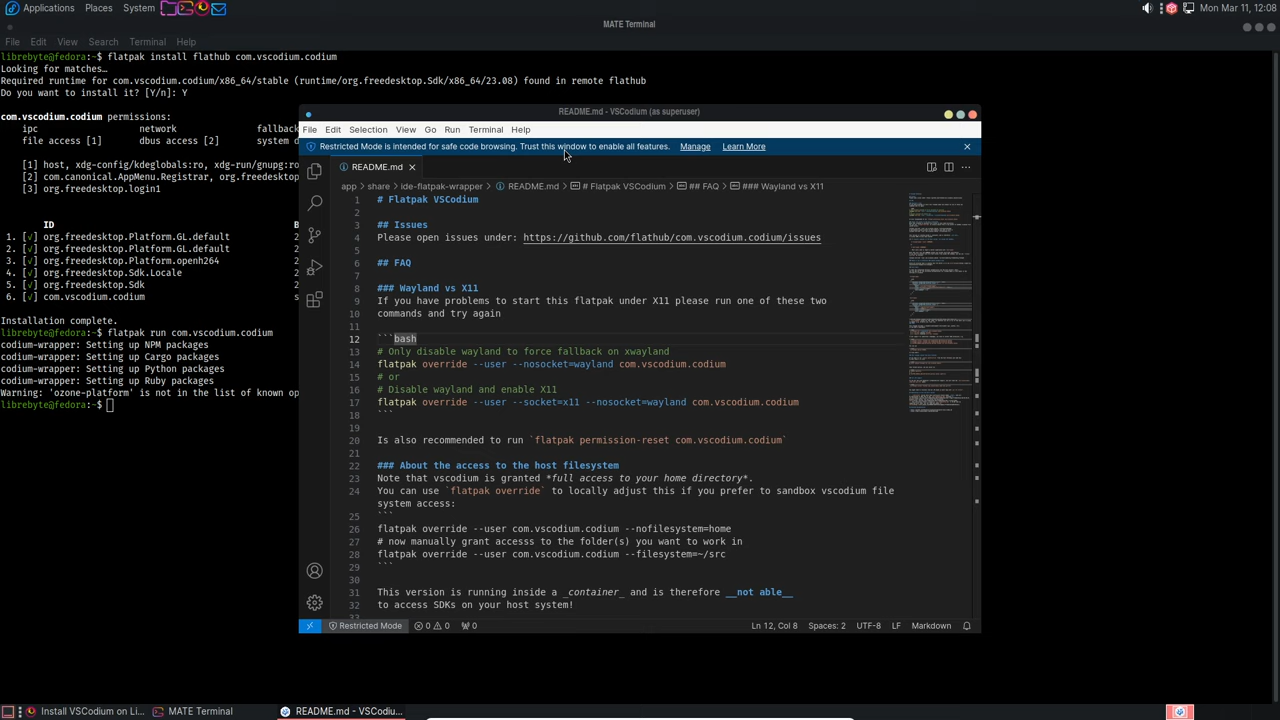 Applications Places System Mon Mar 11, 12:08
MATE Terminal
File Edit View Search Terminal Help
librebyte@fedora:~$ flatpak install flathub com.vscodium.codium
Looking for matches…
Required runtime for com.vscodium.codium/x86_64/stable (runtime/org.freedesktop.Sdk/x86_64/23.08) found in remote flathub
Do you want to install it? [Y/n]: Y
com.vscodium.codium permissions:
ipc network fallback
file access [1] dbus access [2] system d
[1] host, xdg-config/kdeglobals:ro, xdg-run/gnupg:ro
[2] com.canonical.AppMenu.Registrar, org.freedesktop.
[3] org.freedesktop.login1
ID B
1. [√] org.freedesktop.Platform.GL.default 2
2. [√] org.freedesktop.Platform.GL.default 2
3. [√] org.freedesktop.Platform.openh264 2
4. [√] org.freedesktop.Sdk.Locale 2
5. [√] org.freedesktop.Sdk 2
6. [√] com.vscodium.codium s
Installation complete.
librebyte@fedora:~$ flatpak run com.vscodium.codium
codium-wrapper: Setting up NPM packages
codium-wrapper: Setting up Cargo packages
codium-wrapper: Setting up Python packages
codium-wrapper: Setting up Ruby packages
Warning: 'ozone-platform' is not in the list of known op
librebyte@fedora:~$
README.md - VSCodium (as superuser)
File Edit Selection View Go Run Terminal Help
Restricted Mode is intended for safe code browsing. Trust this window to enable all features. Manage Learn More
README.md
app share ide-flatpak-wrapper README.md # Flatpak VSCodium ## FAQ ### Wayland vs X11
1 # Flatpak VSCodium
2
3 ## Issues
4 Please open issues under: https://github.com/flathub/com.vscodium.codium/issues
5
6 ## FAQ
7
8 ### Wayland vs X11
9 If you have problems to start this flatpak under X11 please run one of these two
10 commands and try again
11
12 ```bash
13 # Only disable wayland to force fallback on xwayland
14 flatpak override --user --nosocket=wayland com.vscodium.codium
15 # or
16 # Disable wayland and enable X11
17 flatpak override --user --socket=x11 --nosocket=wayland com.vscodium.codium
18 ```
19
20 Is also recommended to run `flatpak permission-reset com.vscodium.codium`
21
22 ### About the access to the host filesystem
23 Note that vscodium is granted *full access to your home directory*.
24 You can use `flatpak override` to locally adjust this if you prefer to sandbox vscodium file
system access:
25 ```
26 flatpak override --user com.vscodium.codium --nofilesystem=home
27 # now manually grant accesss to the folder(s) you want to work in
28 flatpak override --user com.vscodium.codium --filesystem=~/src
29 ```
30
31 This version is running inside a _container_ and is therefore __not able__
32 to access SDKs on your host system!
Restricted Mode 0 0 0 Ln 12, Col 8 Spaces: 2 UTF-8 LF Markdown
Install VSCodium on Li... MATE Terminal README.md - VSCodiu...